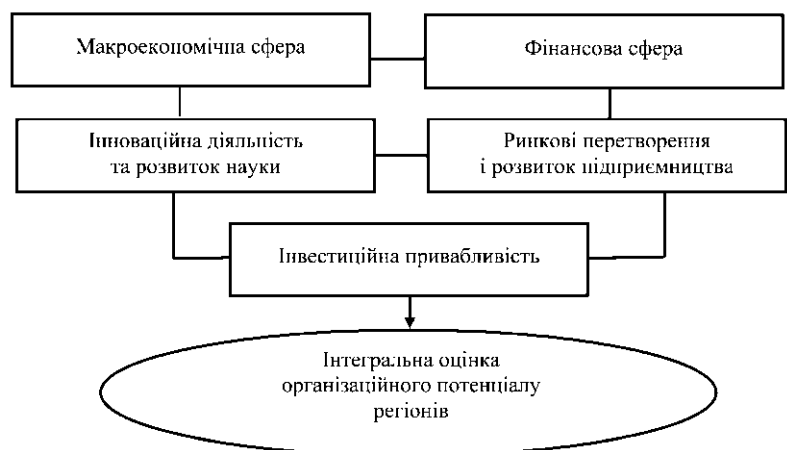 Макроекономічна сфера
Фінансова сфера
Інноваційна діяльність
та розвиток науки
Ринкові перетворення
і розвиток підприємництва
Інвестиційна привабливість
Інтегральна оцінка
організаційного потенціалу
регіонів